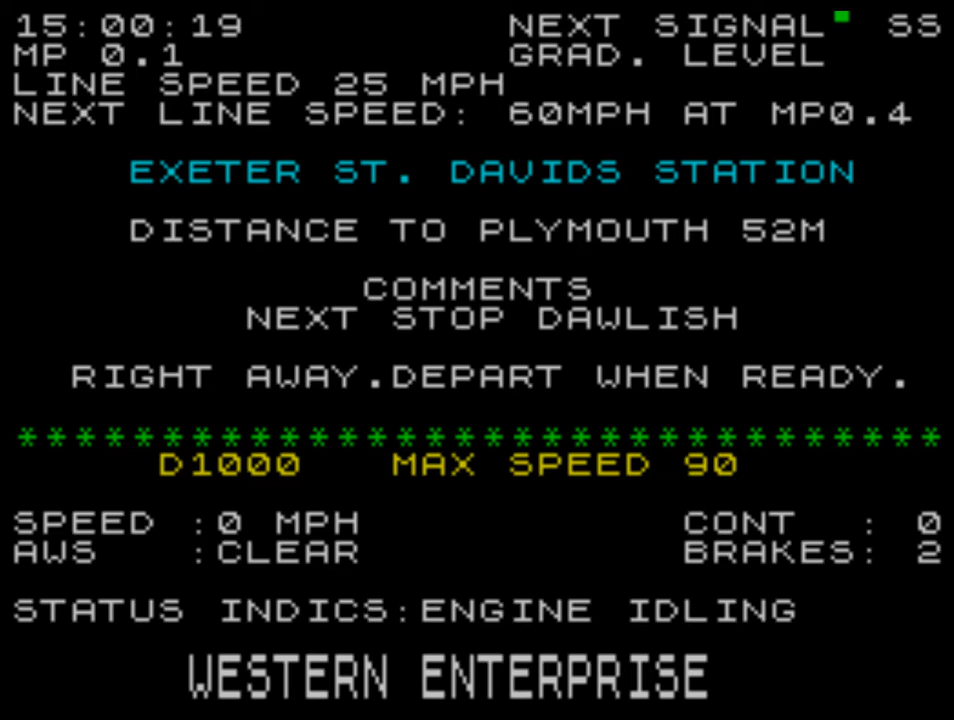 15:00:19 NEXT SIGNAL SS
MP 0.1 GRAD. LEVEL
LINE SPEED 25 MPH
NEXT LINE SPEED: 60MPH AT MP0.4
EXETER ST. DAVIDS STATION
DISTANCE TO PLYMOUTH 52M
COMMENTS
NEXT STOP DAWLISH
RIGHT AWAY.DEPART WHEN READY.
********************************
D1000 MAX SPEED 90
SPEED :0 MPH CONT : 0
AWS :CLEAR BRAKES: 2
STATUS INDICS:ENGINE IDLING
WESTERN ENTERPRISE